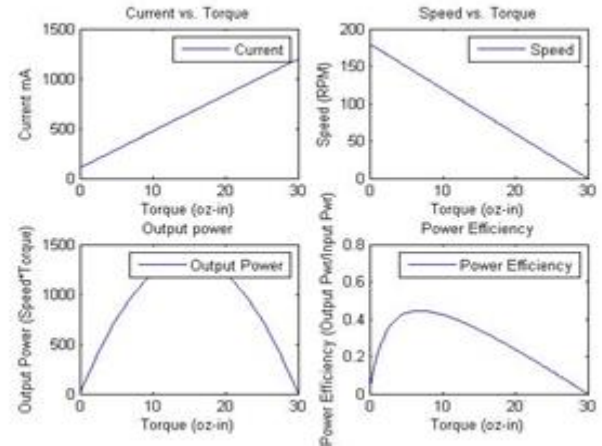 Current vs. Torque
1500
1000
500
0
Current mA
Current
0
10
20
30
Torque (oz-in)
Speed vs. Torque
200
150
100
50
0
Speed (RPM)
Speed
0
10
20
30
Torque (oz-in)
Output power
1500
1000
500
0
Output Power (Speed*Torque)
Output Power
0
10
20
30
Torque (oz-in)
Power Efficiency
0.8
0.6
0.4
0.2
0
Power Efficiency (Output Pwr/Input Pwr)
Power Efficiency
0
10
20
30
Torque (oz-in)